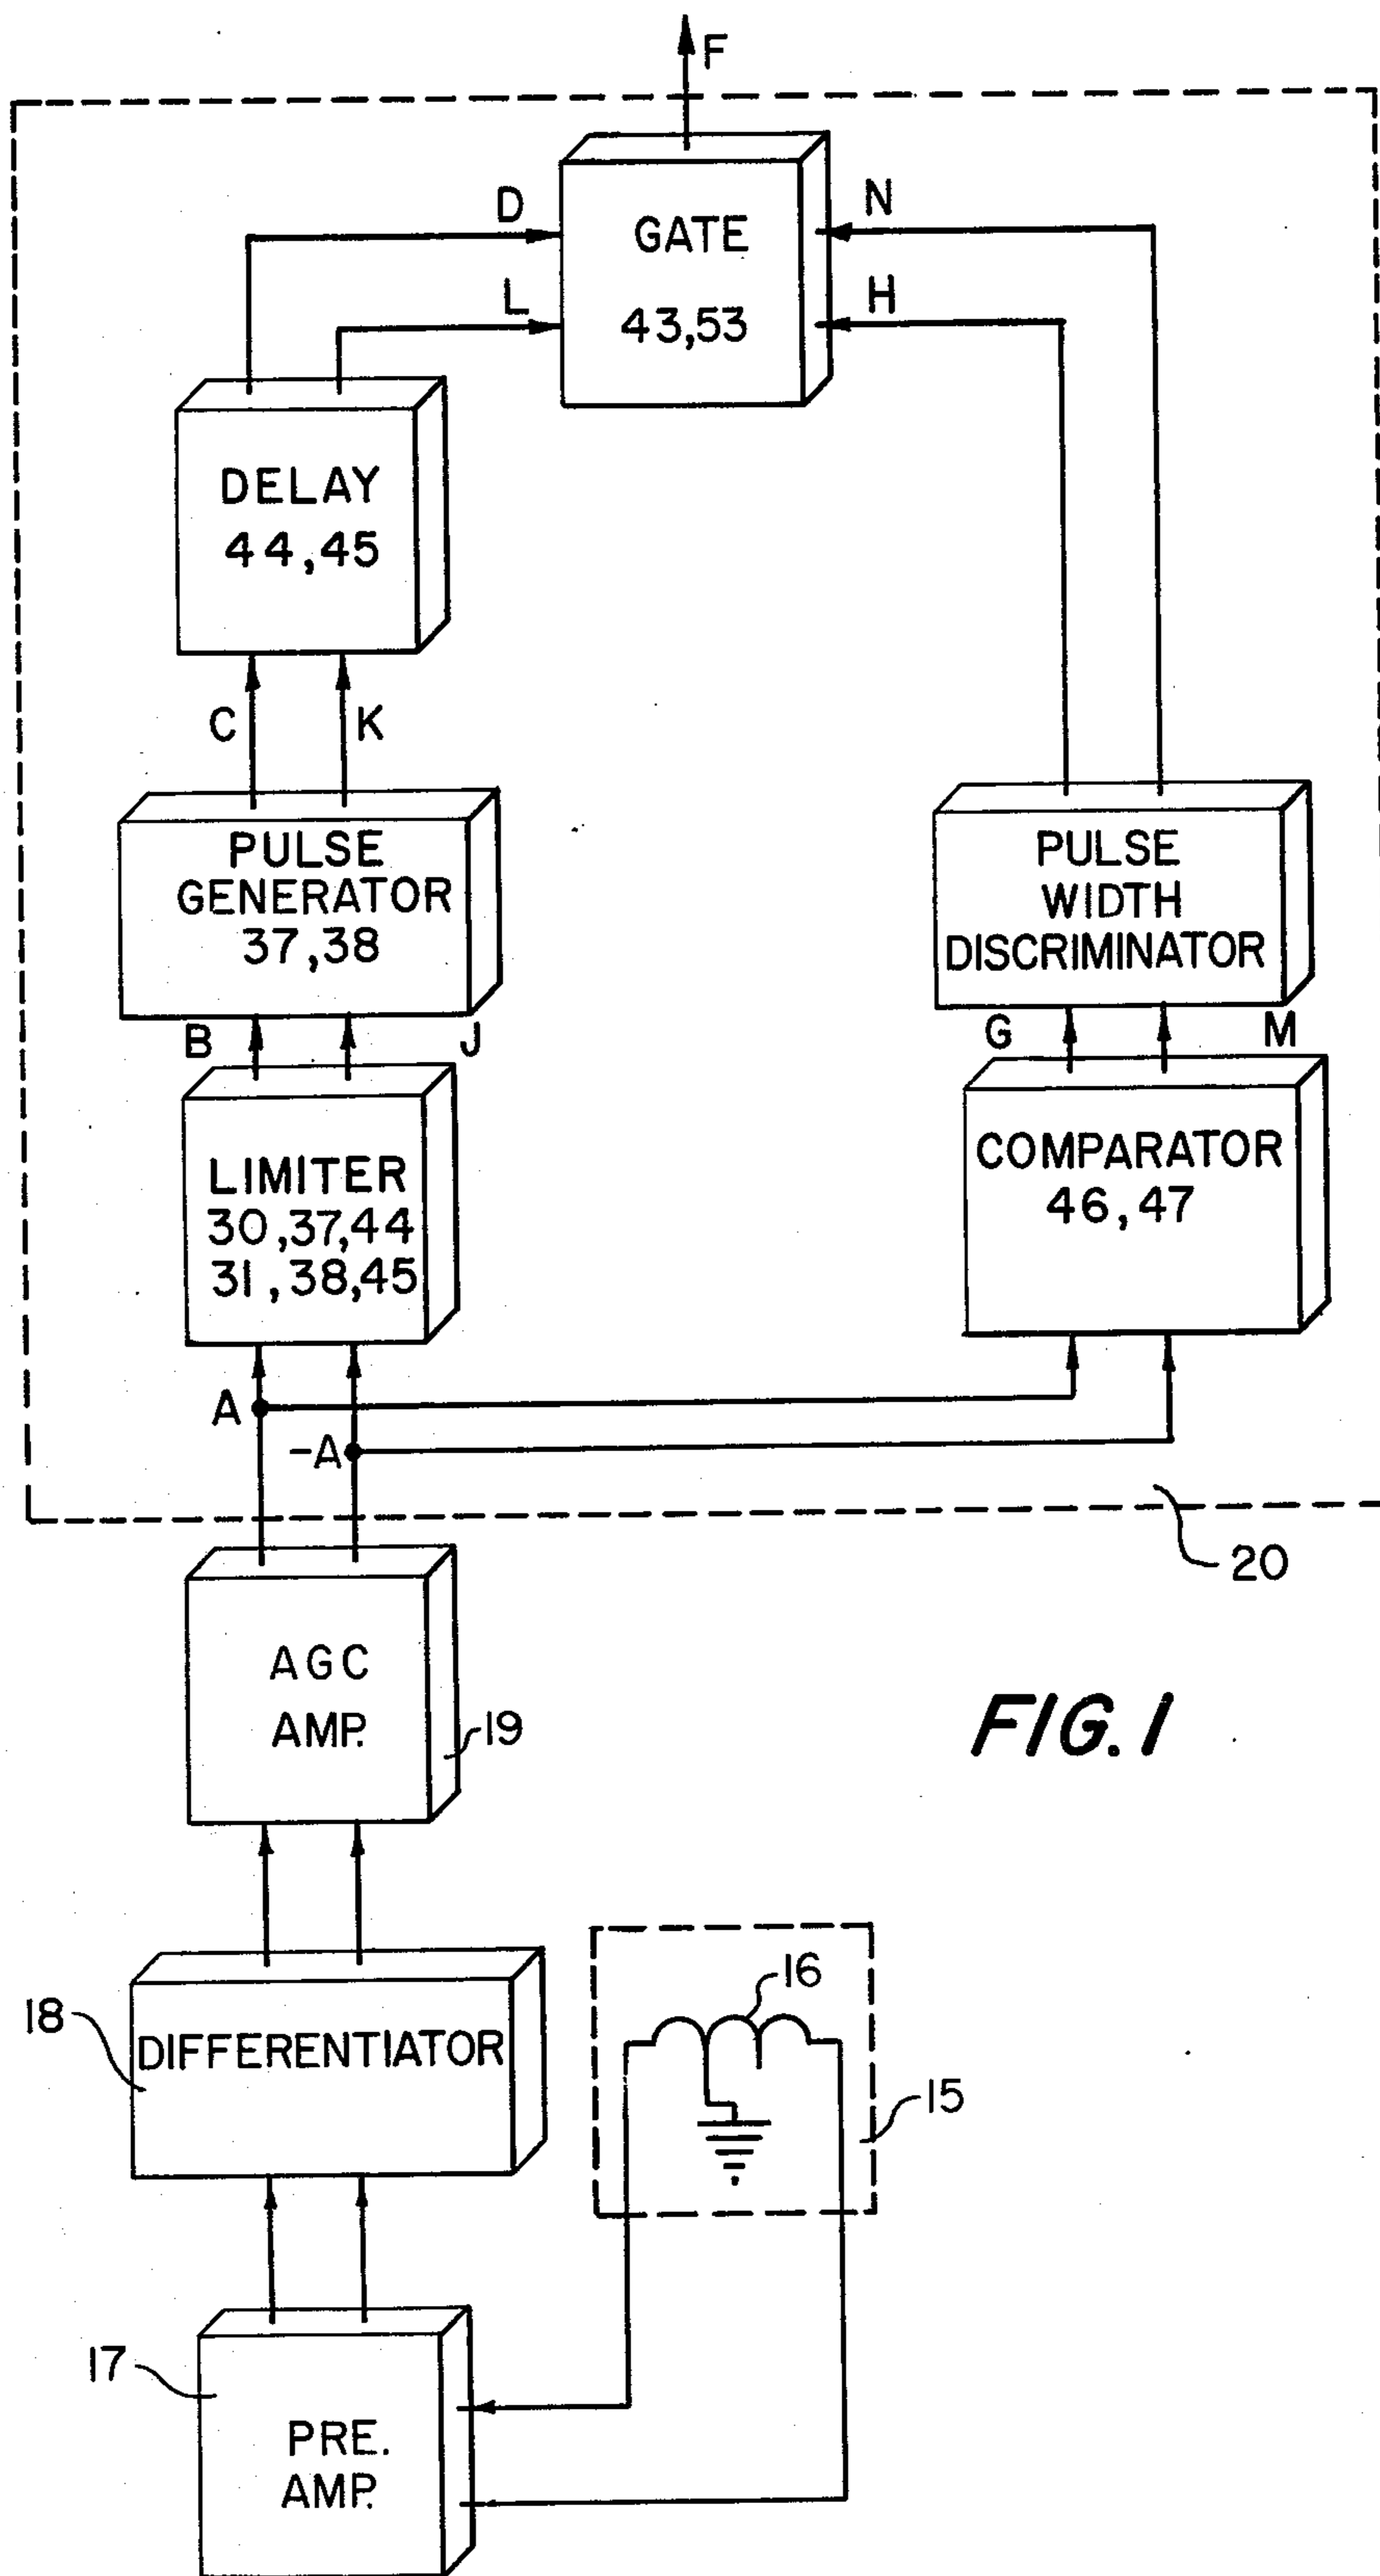 F
D
N
GATE
L
H
43,53
DELAY
44,45
C
K
PULSE
GENERATOR
37,38
PULSE
WIDTH
DISCRIMINATOR
B
J
G
M
LIMITER
30,37,44
31,38,45
COMPARATOR
46,47
A
-A
20
AGC
AMP.
19
FIG. 1
16
18
DIFFERENTIATOR
15
17
PRE.
AMP.